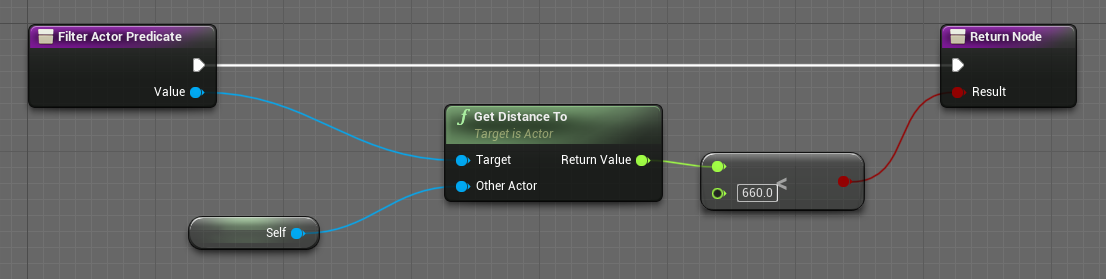 Filter Actor Predicate
Return Node
Value
Result
f Get Distance To
Target is Actor
Target
Return Value
Other Actor
660.0
<
Self